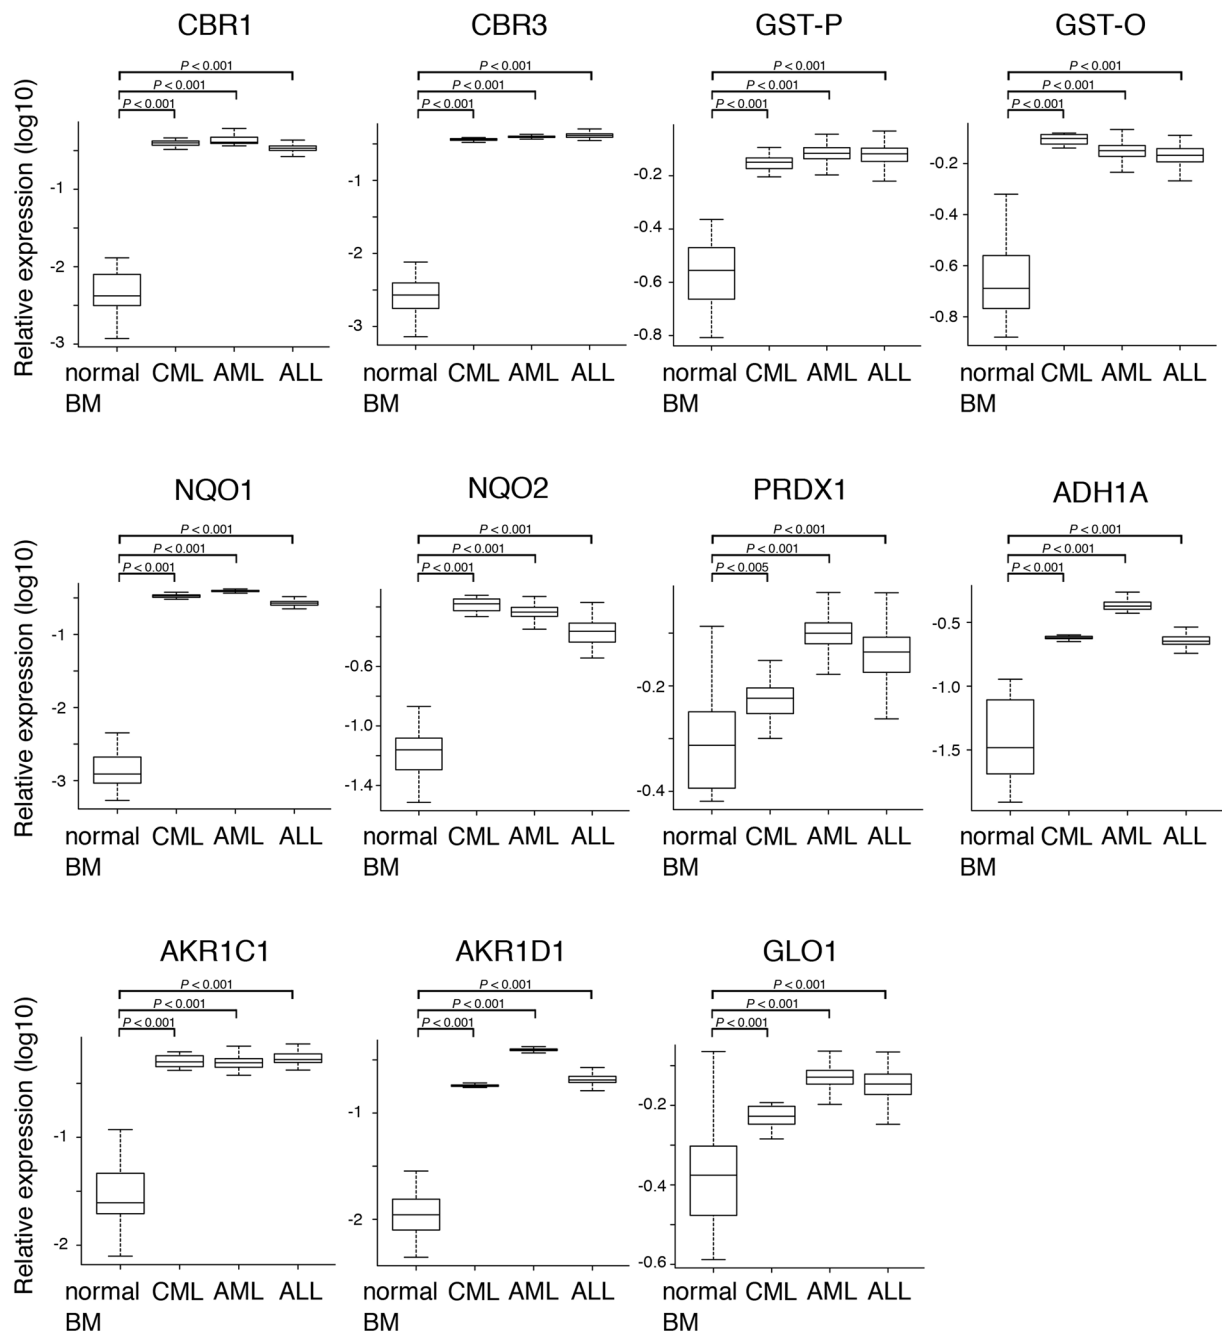 CBR1 CBR3 GST-P GST-O
P < 0.001 P < 0.001 P < 0.001 P < 0.001
P < 0.001 P < 0.001 P < 0.001 P < 0.001
P < 0.001 P < 0.001 P < 0.001 P < 0.001
Relative expression (log10)
-1
-2
-3
-1
-2
-3
-0.2
-0.4
-0.6
-0.8
-0.2
-0.4
-0.6
-0.8
normal CML AML ALL normal CML AML ALL normal CML AML ALL normal CML AML ALL
BM BM BM BM
NQO1 NQO2 PRDX1 ADH1A
P < 0.001 P < 0.001 P < 0.001 P < 0.001
P < 0.001 P < 0.001 P < 0.001 P < 0.001
P < 0.001 P < 0.001 P < 0.005 P < 0.001
Relative expression (log10)
-1
-2
-3
-0.6
-1.0
-1.4
-0.2
-0.4
-0.5
-1.0
-1.5
normal CML AML ALL normal CML AML ALL normal CML AML ALL normal CML AML ALL
BM BM BM BM
AKR1C1 AKR1D1 GLO1
P < 0.001 P < 0.001 P < 0.001
P < 0.001 P < 0.001 P < 0.001
P < 0.001 P < 0.001 P < 0.001
Relative expression (log10)
-1
-2
-1
-2
-0.2
-0.4
-0.6
normal CML AML ALL normal CML AML ALL normal CML AML ALL
BM BM BM